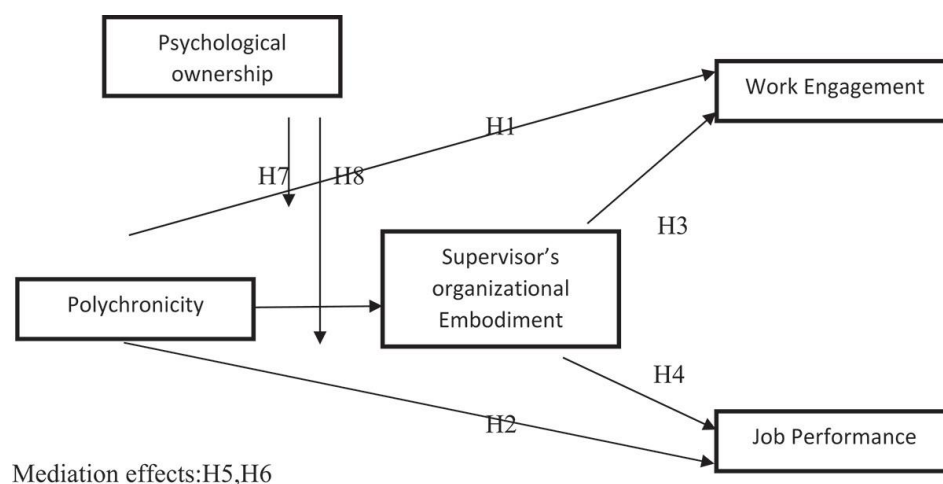 Psychological
ownership
Work Engagement
H1
H7
H8
H3
Supervisor's
organizational
Embodiment
Polychronicity
H4
H2
Job Performance
Mediation effects:H5,H6